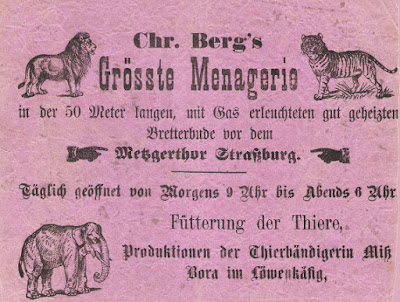 Chr. Berg's
Grösste Menagerie
in der 50 Meter langen, mit Gas erleuchteten gut geheizten
Bretterbude vor dem
Metzgerthor Straßburg.
Täglich geöffnet von Morgens 9 Uhr bis Abends 6 Uhr
Fütterung der Thiere,
Produktionen der Thierbändigerin Miß
Bora im Löwenkäfig,